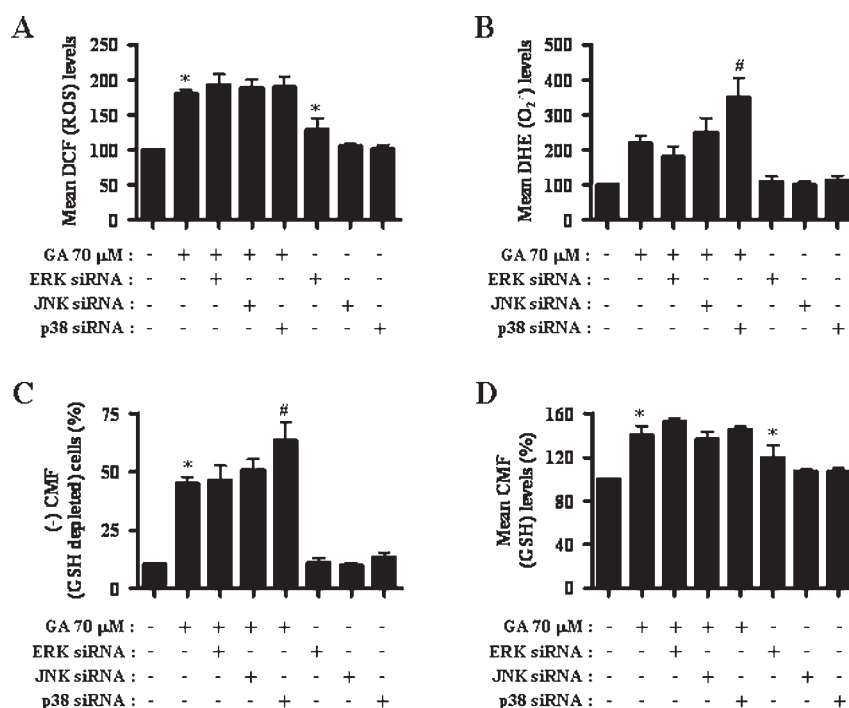 A
Mean DCF (ROS) levels
250
200
150
100
50
0
*
*
GA 70 μM : - + + + + - - -
ERK siRNA : - - + - - + - -
JNK siRNA : - - - + - - + -
p38 siRNA : - - - - + - - +
B
Mean DHE (O₂·⁻) levels
500
400
300
200
100
0
#
GA 70 μM : - + + + + - - -
ERK siRNA : - - + - - + - -
JNK siRNA : - - - + - - + -
p38 siRNA : - - - - + - - +
C
(-) CMF
(GSH depleted) cells (%)
75
50
25
0
*
#
GA 70 μM : - + + + + - - -
ERK siRNA : - - + - - + - -
JNK siRNA : - - - + - - + -
p38 siRNA : - - - - + - - +
D
Mean CMF
(GSH) levels (%)
160
120
80
40
0
*
*
GA 70 μM : - + + + + - - -
ERK siRNA : - - + - - + - -
JNK siRNA : - - - + - - + -
p38 siRNA : - - - - + - - +